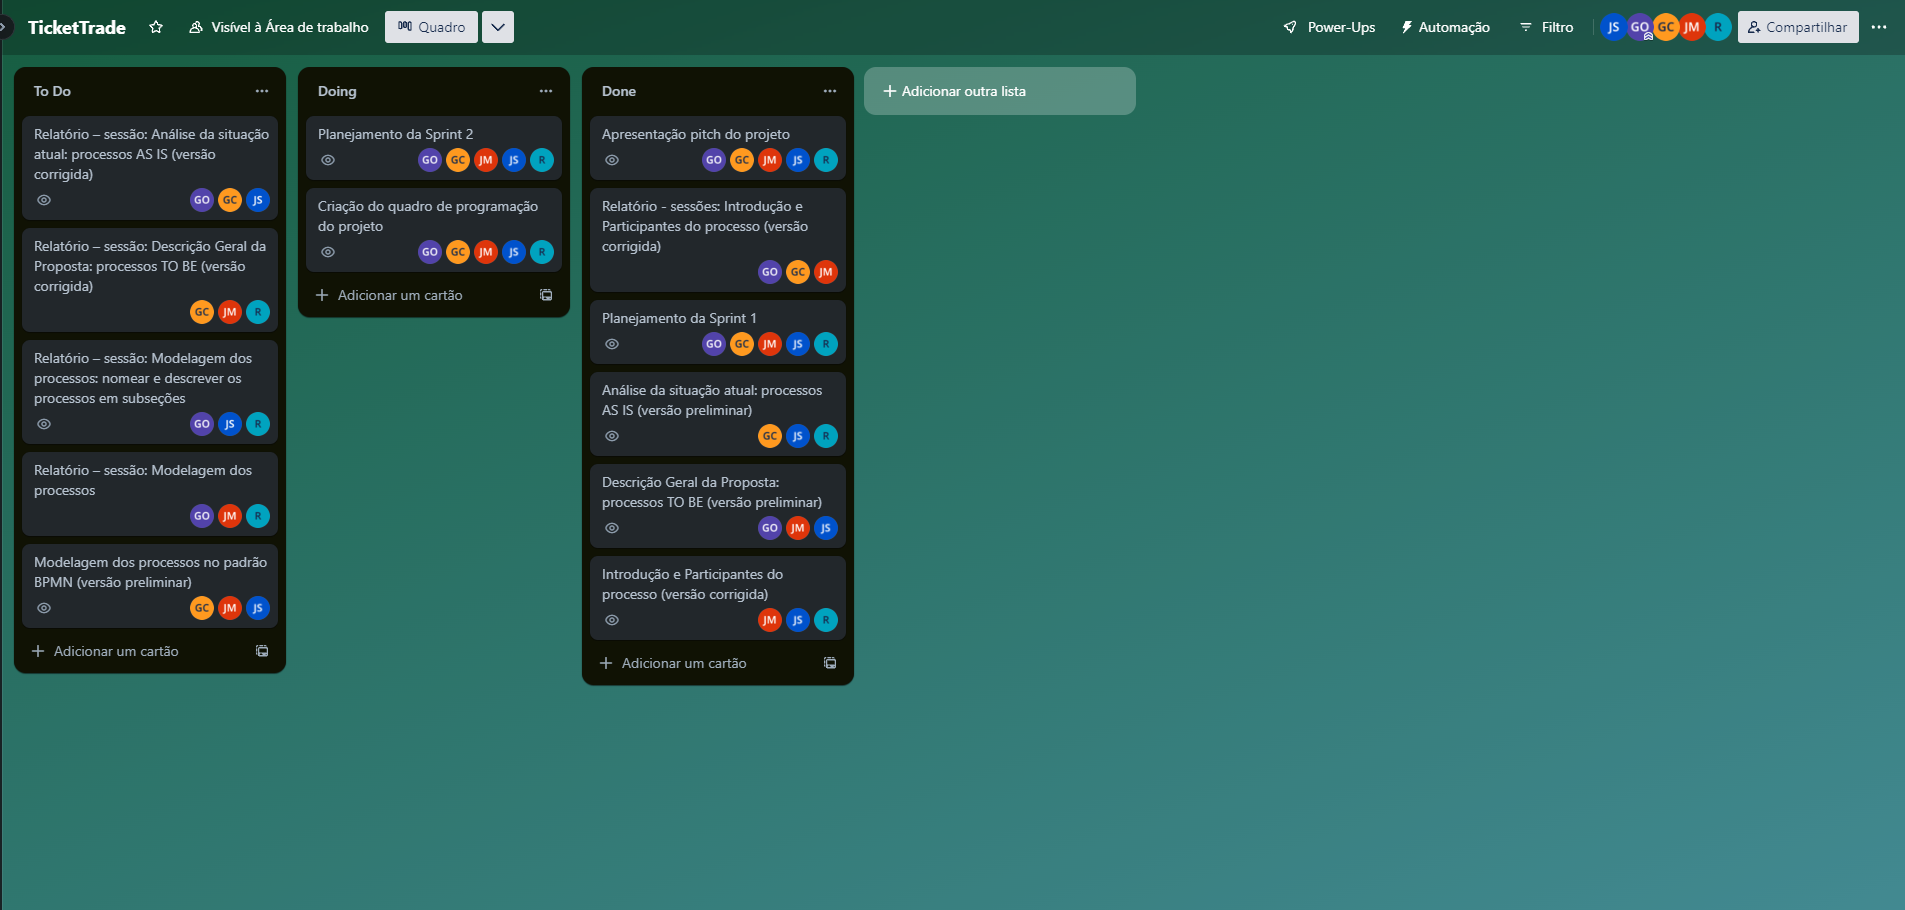 TicketTrade
Visível à Área de trabalho
Quadro
Power-Ups
Automação
Filtro
JS GO GC JM R
Compartilhar
To Do
Relatório – sessão: Análise da situação
atual: processos AS IS (versão
corrigida)
GO GC JS
Relatório – sessão: Descrição Geral da
Proposta: processos TO BE (versão
corrigida)
GC JM R
Relatório – sessão: Modelagem dos
processos: nomear e descrever os
processos em subseções
GO JS R
Relatório – sessão: Modelagem dos
processos
GO JM R
Modelagem dos processos no padrão
BPMN (versão preliminar)
GC JM JS
Adicionar um cartão
Doing
Planejamento da Sprint 2
GO GC JM JS R
Criação do quadro de programação
do projeto
GO GC JM JS R
Adicionar um cartão
Done
Apresentação pitch do projeto
GO GC JM JS R
Relatório - sessões: Introdução e
Participantes do processo (versão
corrigida)
GO GC JM
Planejamento da Sprint 1
GO GC JM JS R
Análise da situação atual: processos
AS IS (versão preliminar)
GC JS R
Descrição Geral da Proposta:
processos TO BE (versão preliminar)
GO JM JS
Introdução e Participantes do
processo (versão corrigida)
JM JS R
Adicionar um cartão
Adicionar outra lista